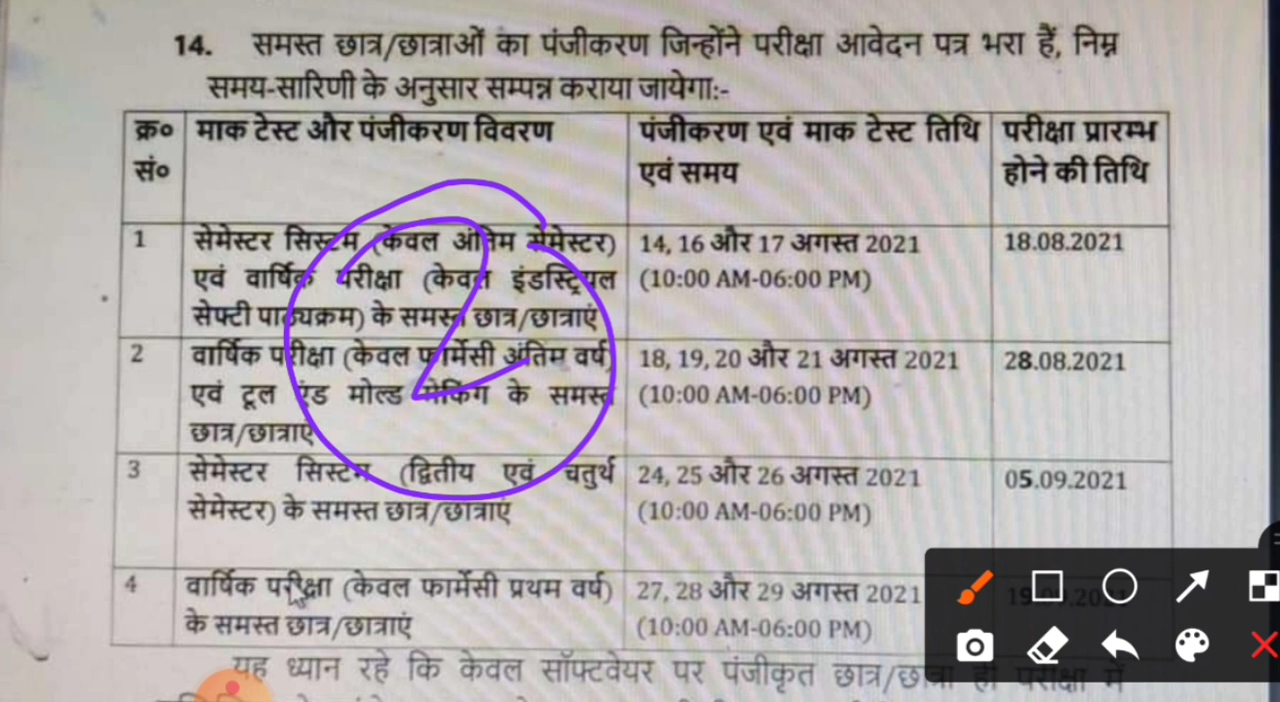 14. समस्त छात्र/छात्राओं का पंजीकरण जिन्होंने परीक्षा आवेदन पत्र भरा हैं, निम्न
समय-सारिणी के अनुसार सम्पन्न कराया जायेगाः-
क्र० सं० माक टेस्ट और पंजीकरण विवरण पंजीकरण एवं माक टेस्ट तिथि एवं समय परीक्षा प्रारम्भ होने की तिथि
1 सेमेस्टर सिस्टम (केवल अंतिम सेमेस्टर) 14, 16 और 17 अगस्त 2021 18.08.2021
एवं वार्षिक परीक्षा (केवल इंडस्ट्रियल (10:00 AM-06:00 PM)
सेफ्टी पाठ्यक्रम) के समस्त छात्र/छात्राएं
2 वार्षिक परीक्षा (केवल फार्मेसी अंतिम वर्ष) 18, 19, 20 और 21 अगस्त 2021 28.08.2021
एवं टूल एंड मोल्ड मेकिंग के समस्त (10:00 AM-06:00 PM)
छात्र/छात्राएं
3 सेमेस्टर सिस्टम (द्वितीय एवं चतुर्थ 24, 25 और 26 अगस्त 2021 05.09.2021
सेमेस्टर) के समस्त छात्र/छात्राएं (10:00 AM-06:00 PM)
4 वार्षिक परीक्षा (केवल फार्मेसी प्रथम वर्ष) 27, 28 और 29 अगस्त 2021 19.09.2021
के समस्त छात्र/छात्राएं (10:00 AM-06:00 PM)
यह ध्यान रहे कि केवल सॉफ्टवेयर पर पंजीकृत छात्र/छात्रा ही परीक्षा में
2